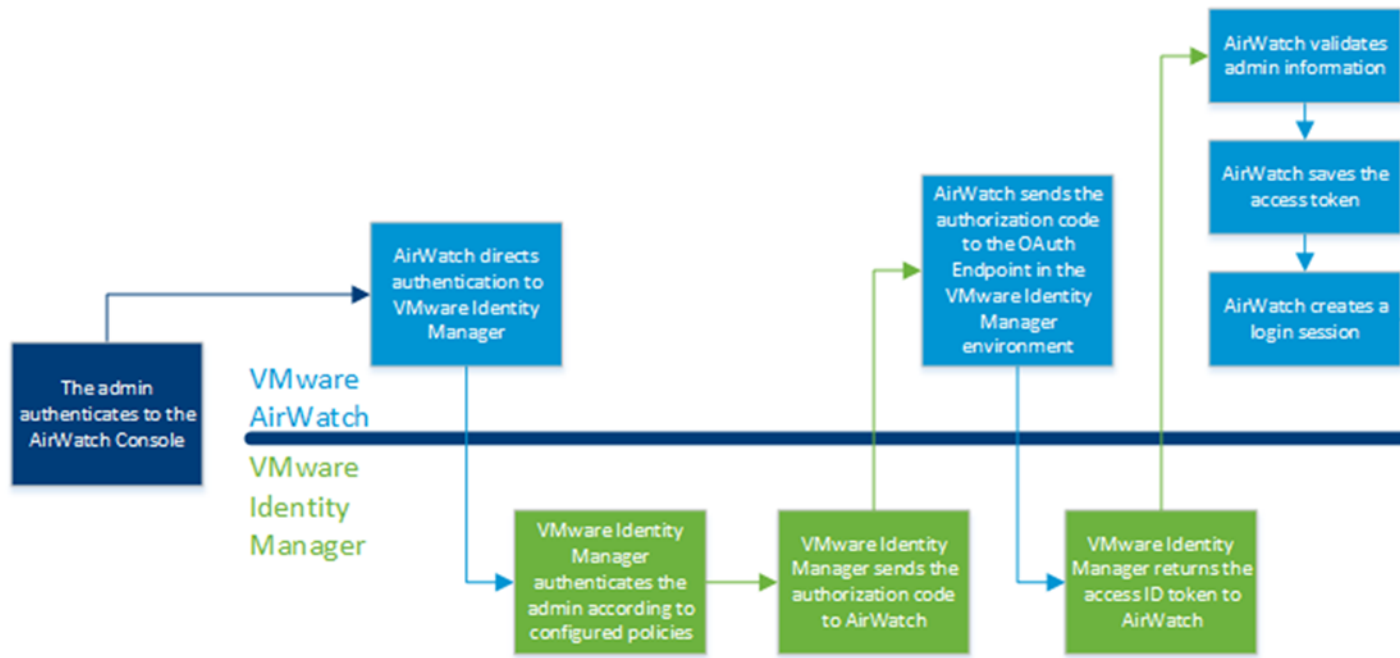 The admin
authenticates to the
AirWatch Console
AirWatch directs
authentication to
VMware Identity
Manager
VMware
AirWatch
VMware
Identity
Manager
VMware Identity
Manager
authenticates the
admin according to
configured policies
VMware Identity
Manager sends the
authorization code
to AirWatch
AirWatch sends the
authorization code
to the OAuth
Endpoint in the
VMware Identity
Manager
environment
VMware Identity
Manager returns the
access ID token to
AirWatch
AirWatch validates
admin information
AirWatch saves the
access token
AirWatch creates a
login session